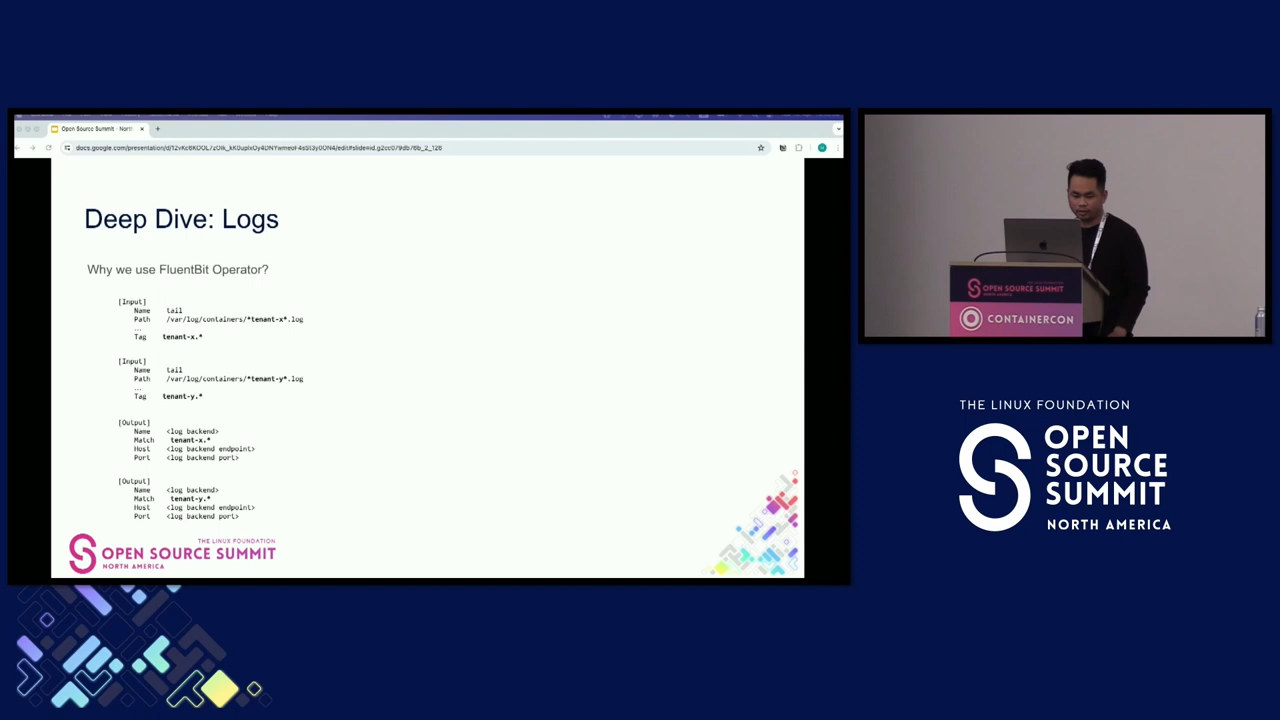 Open Source Summit - North
Deep Dive: Logs
Why we use FluentBit Operator?
[Input]
Name tail
Path /var/log/containers/*tenant-x*.log
...
Tag tenant-x.*
[Input]
Name tail
Path /var/log/containers/*tenant-y*.log
...
Tag tenant-y.*
[Output]
Name <log backend>
Match tenant-x.*
Host <log backend endpoint>
Port <log backend port>
[Output]
Name <log backend>
Match tenant-y.*
Host <log backend endpoint>
Port <log backend port>
THE LINUX FOUNDATION
OPEN SOURCE SUMMIT
NORTH AMERICA
OPEN SOURCE SUMMIT
CONTAINERCON
THE LINUX FOUNDATION
OPEN
SOURCE
SUMMIT
NORTH AMERICA